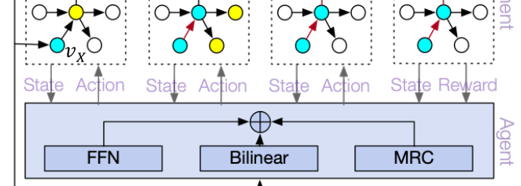 v_X
State Action State Action State Action State Reward
⊕
FFN Bilinear MRC
Agent